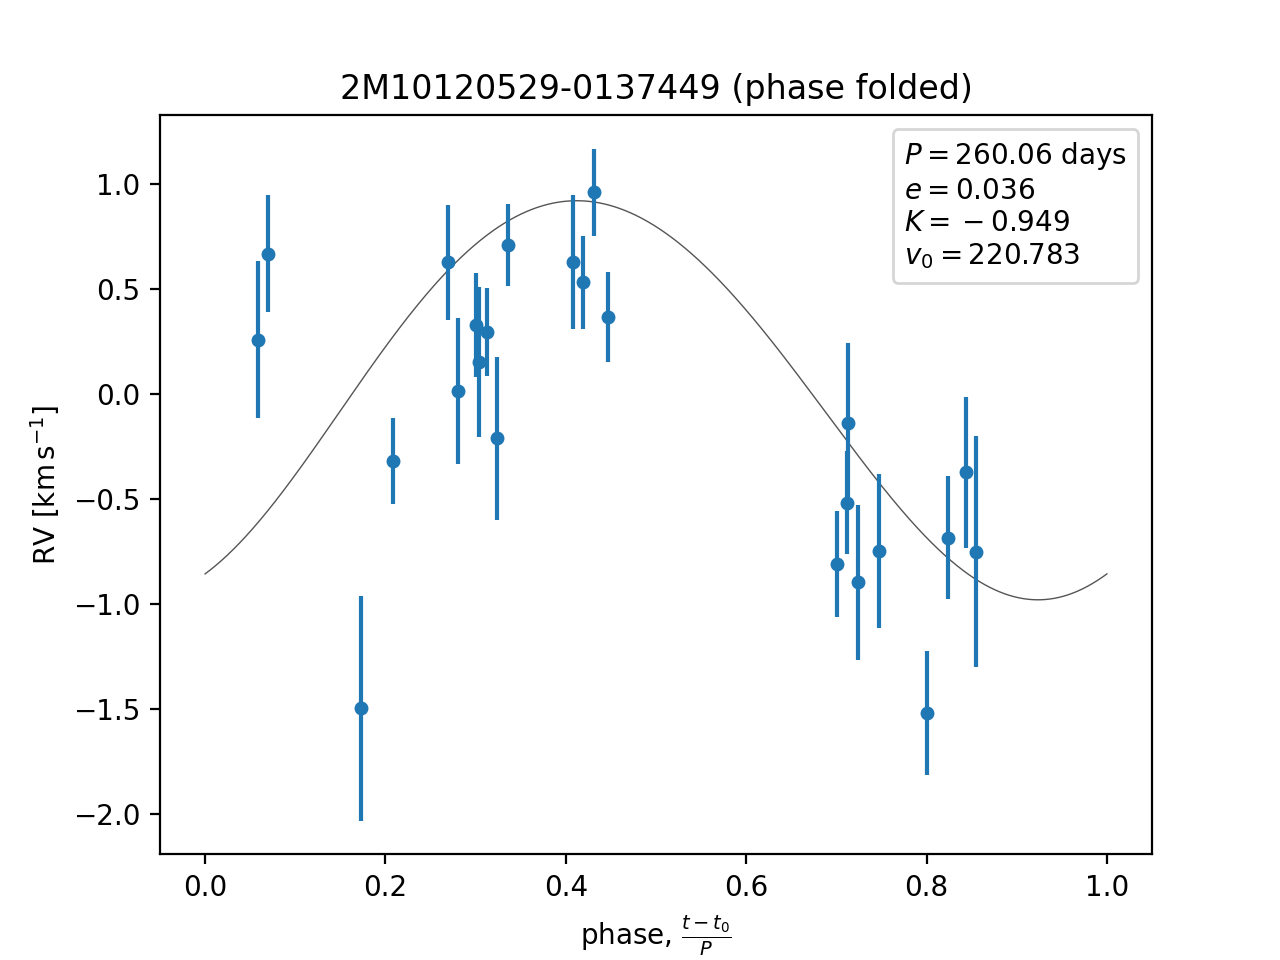 2M10120529-0137449 (phase folded)
P = 260.06 days
e = 0.036
K = −0.949
v₀ = 220.783
1.0
0.5
0.0
−0.5
−1.0
−1.5
−2.0
RV [km s⁻¹]
0.0 0.2 0.4 0.6 0.8 1.0
phase, (t − t₀)/P